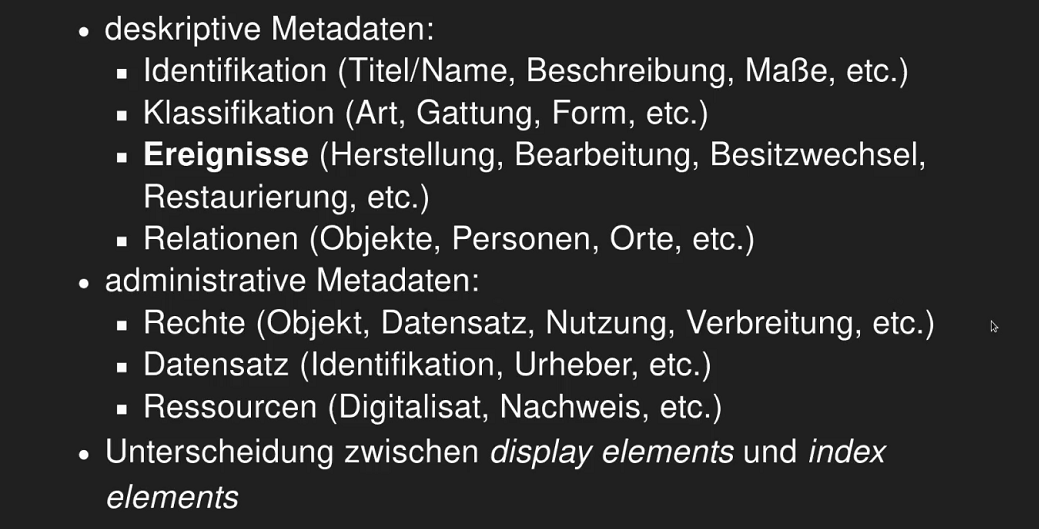 deskriptive Metadaten:
Identifikation (Titel/Name, Beschreibung, Maße, etc.)
Klassifikation (Art, Gattung, Form, etc.)
Ereignisse (Herstellung, Bearbeitung, Besitzwechsel,
Restaurierung, etc.)
Relationen (Objekte, Personen, Orte, etc.)
administrative Metadaten:
Rechte (Objekt, Datensatz, Nutzung, Verbreitung, etc.)
Datensatz (Identifikation, Urheber, etc.)
Ressourcen (Digitalisat, Nachweis, etc.)
Unterscheidung zwischen display elements und index
elements